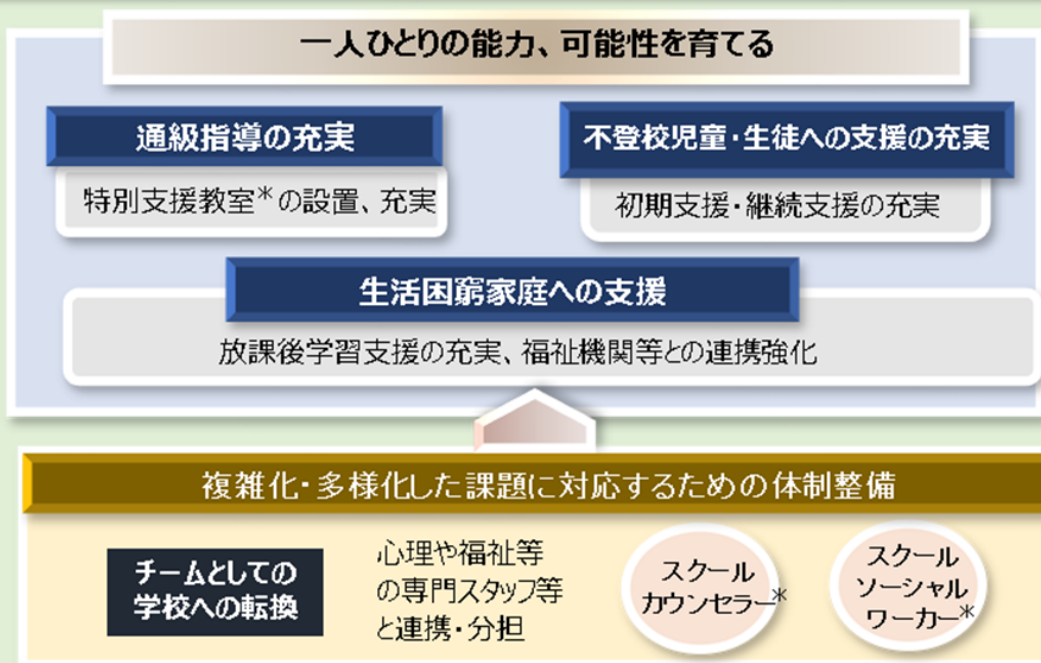 一人ひとりの能力、可能性を育てる
通級指導の充実
特別支援教室＊の設置、充実
不登校児童・生徒への支援の充実
初期支援・継続支援の充実
生活困窮家庭への支援
放課後学習支援の充実、福祉機関等との連携強化
複雑化・多様化した課題に対応するための体制整備
チームとしての
学校への転換
心理や福祉等
の専門スタッフ等
と連携・分担
スクール
カウンセラー＊
スクール
ソーシャル
ワーカー＊